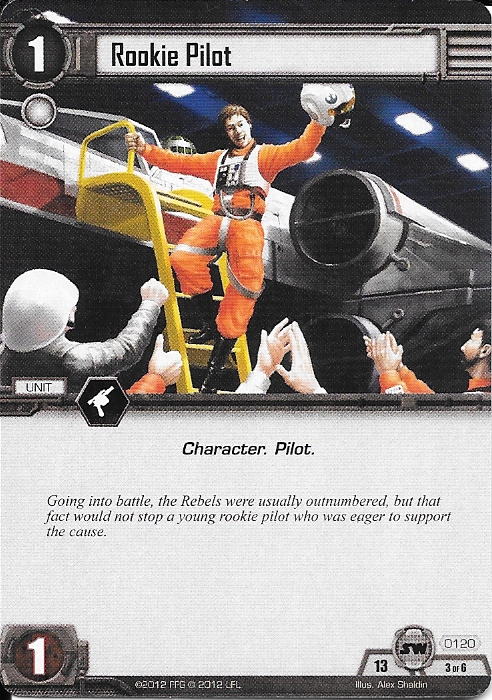 1
Rookie Pilot
UNIT
Character. Pilot.
Going into battle, the Rebels were usually outnumbered, but that
fact would not stop a young rookie pilot who was eager to support
the cause.
1
SW
0120
13
3 OF 6
©2012 FFG © 2012 LFL
Illus. Alex Sheldin